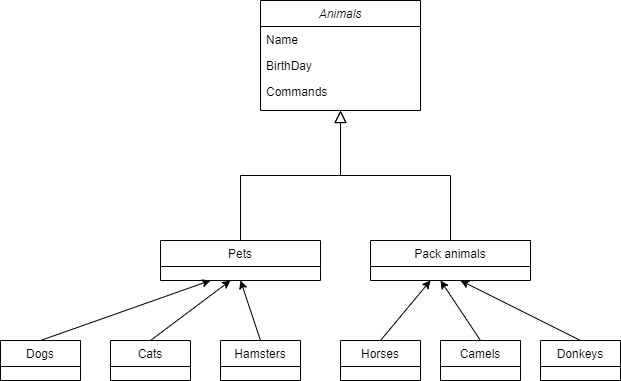 Animals
Name
BirthDay
Commands
Pets
Pack animals
Dogs
Cats
Hamsters
Horses
Camels
Donkeys